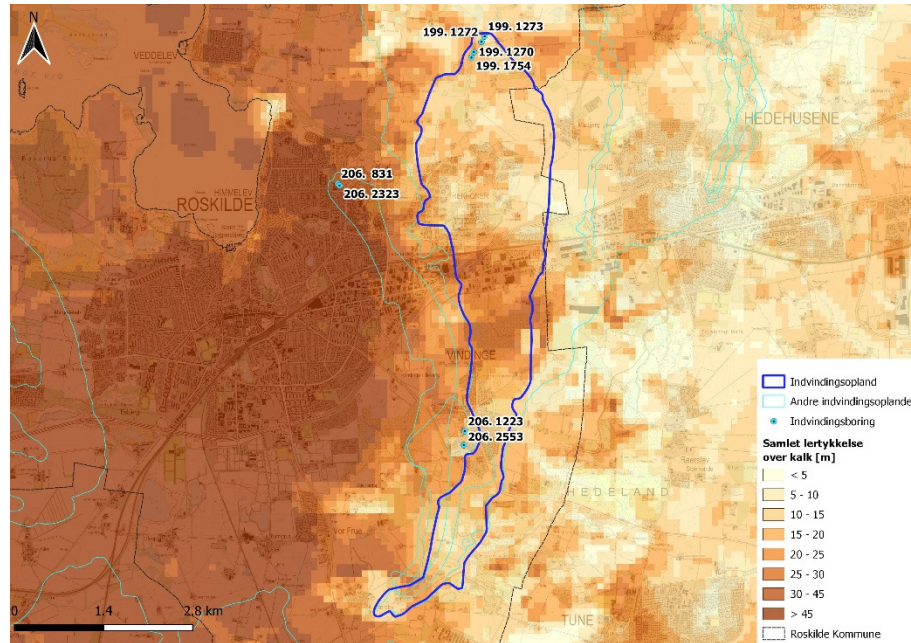 N
199. 1273
199. 1272
199. 1270
199. 1754
VEDDELEV
HEDEHUSENE
206. 831
206. 2323
HIMMELEV
ROSKILDE
VINDINGE
206. 1223
206. 2553
HEDELAND
Vor Frue
TUNE
0 1.4 2.8 km
Indvindingsopland
Andre indvindingsoplande
Indvindingsboring
Samlet lertykkelse
over kalk [m]
< 5
5 - 10
10 - 15
15 - 20
20 - 25
25 - 30
30 - 45
> 45
Roskilde Kommune